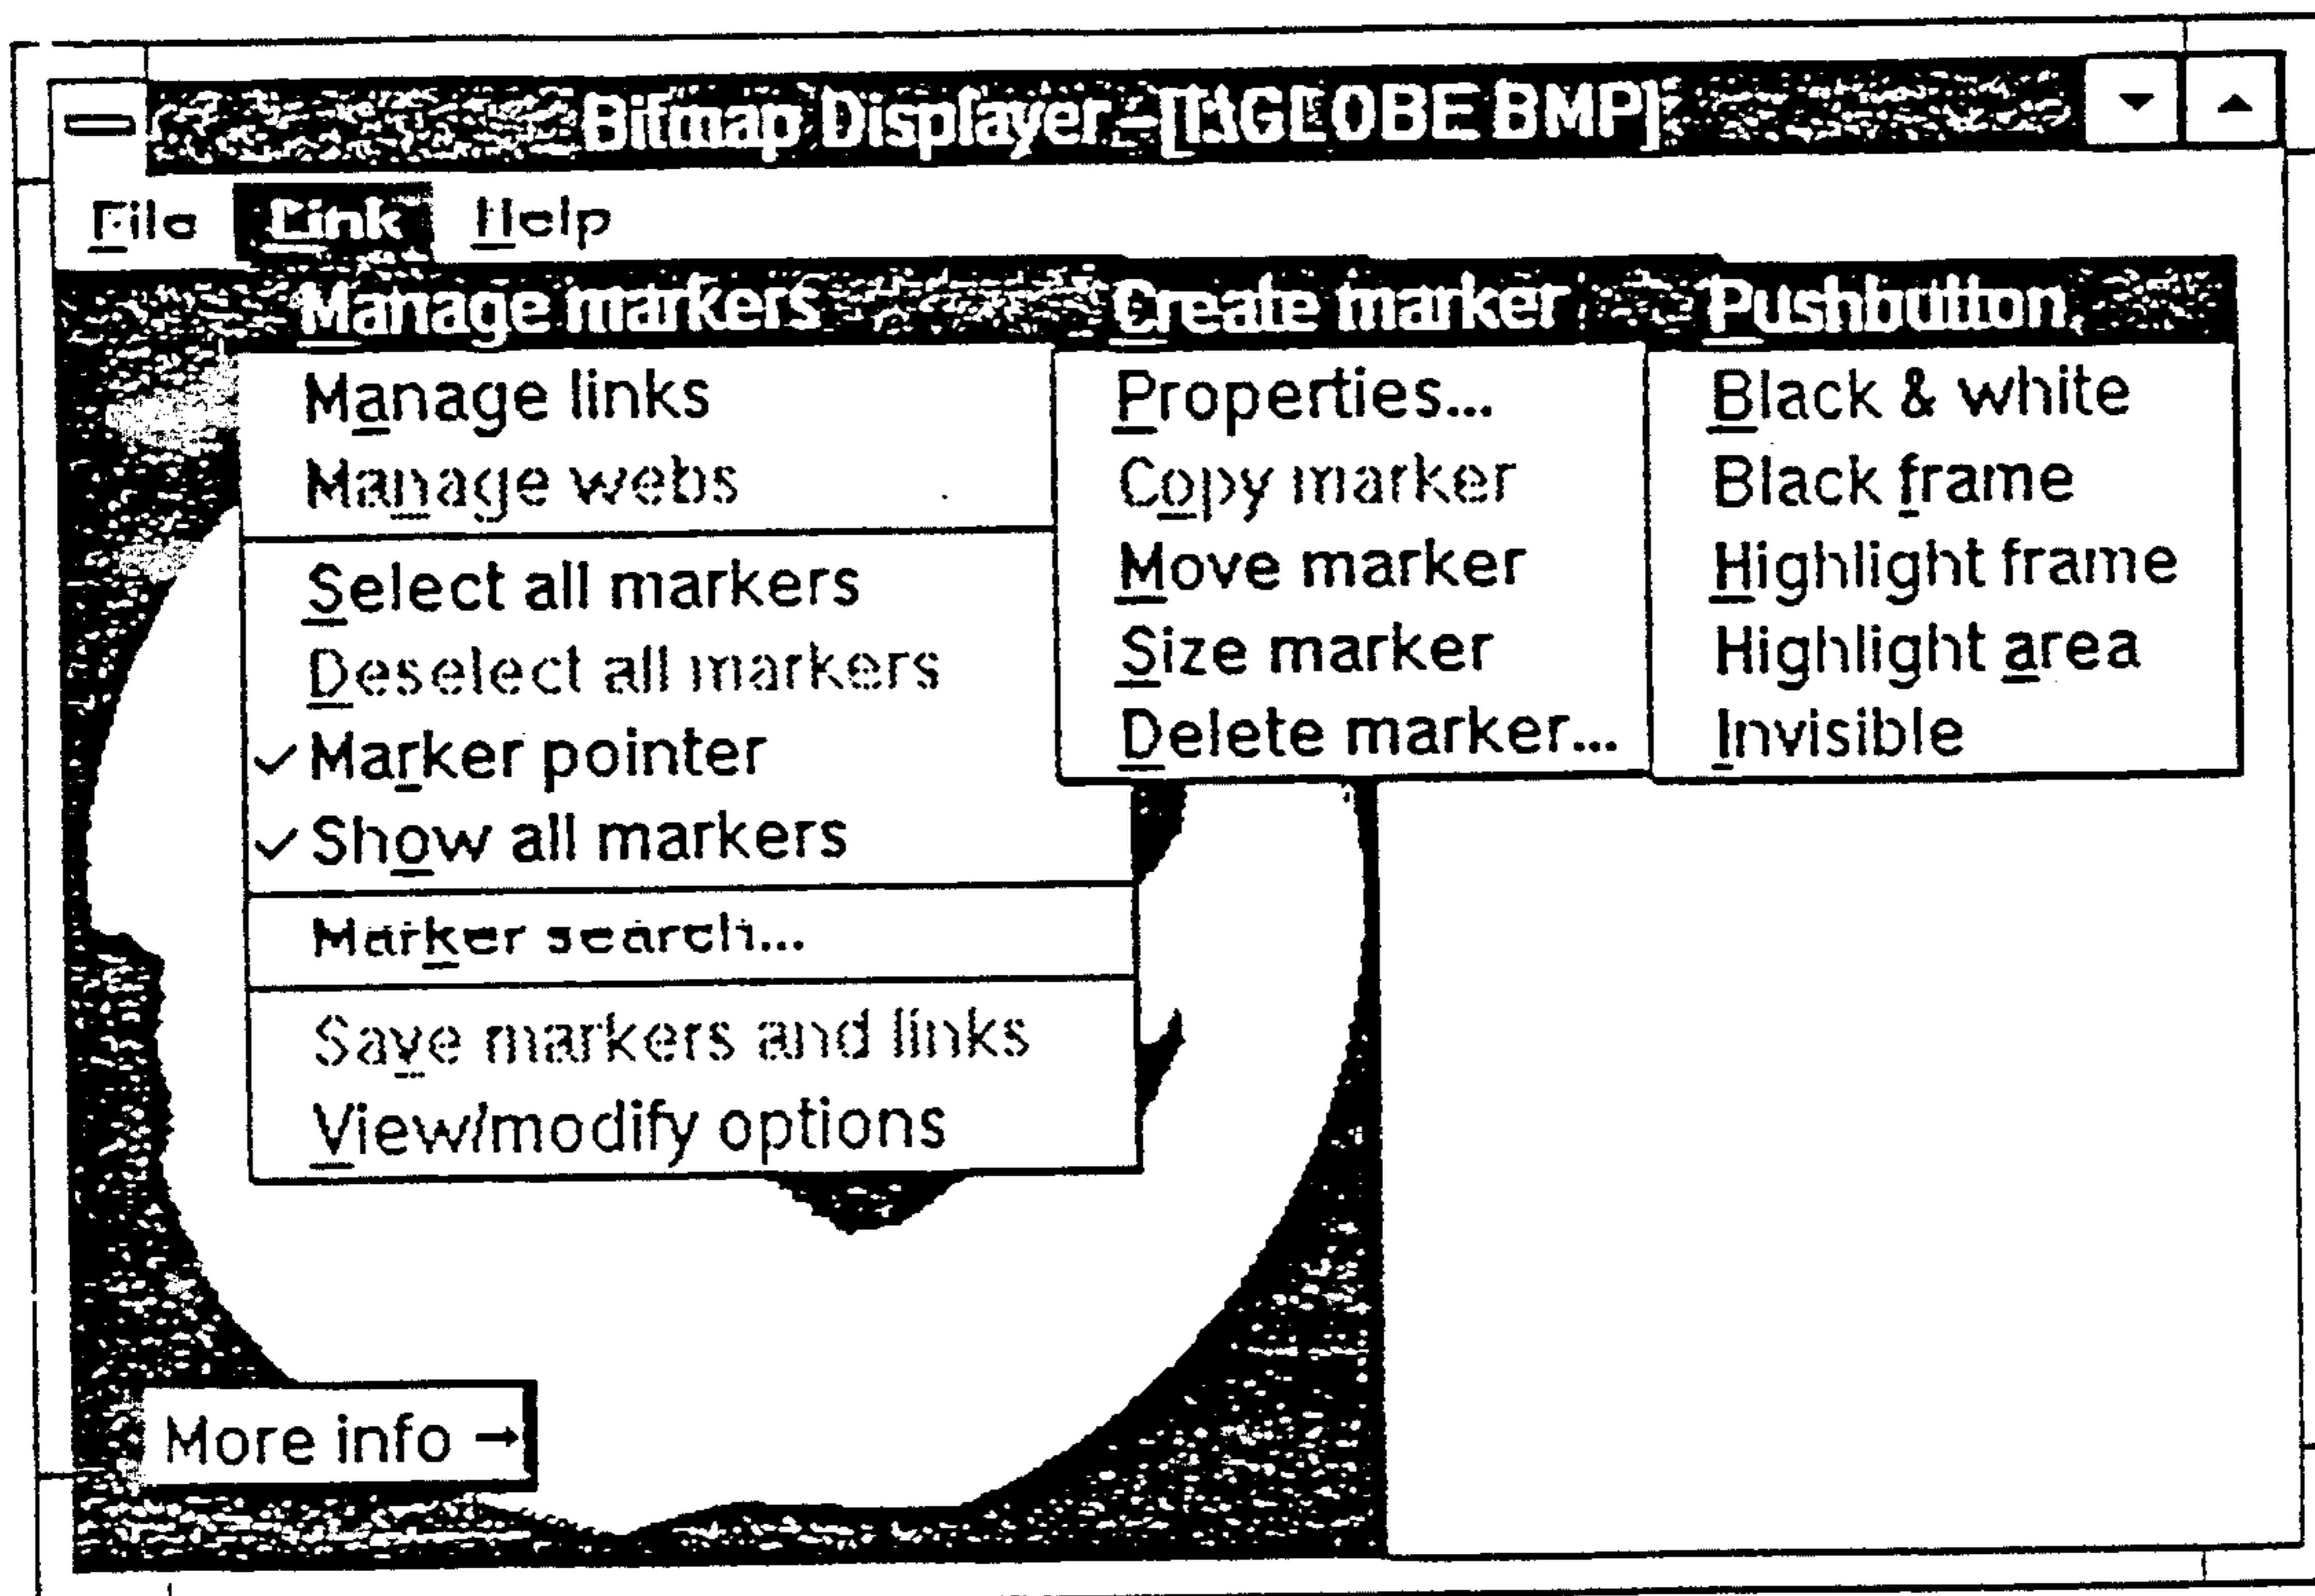 Bitmap Displayer - [I:\GLOBE BMP]
File Link Help
Manage markers
Manage links
Manage webs
Select all markers
Deselect all markers
✓ Marker pointer
✓ Show all markers
Marker search...
Save markers and links
View/modify options
Create marker
Properties...
Copy marker
Move marker
Size marker
Delete marker...
Pushbutton
Black & white
Black frame
Highlight frame
Highlight area
Invisible
More info →